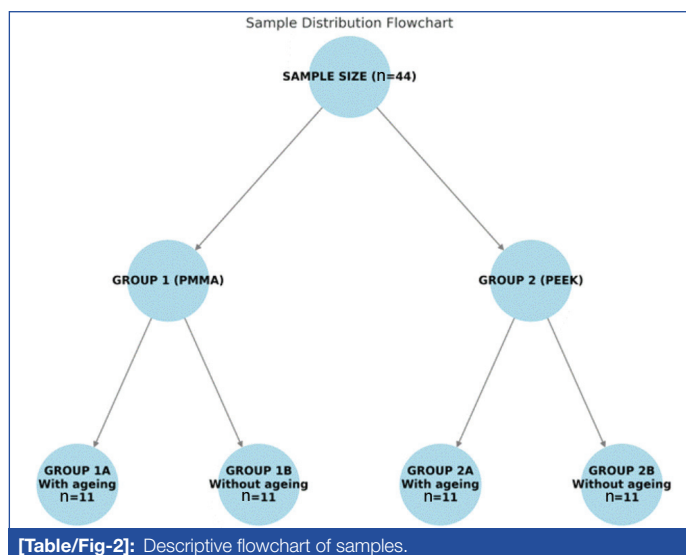 Sample Distribution Flowchart
SAMPLE SIZE (n=44)
GROUP 1 (PMMA)
GROUP 2 (PEEK)
GROUP 1A
With ageing
n=11
GROUP 1B
Without ageing
n=11
GROUP 2A
With ageing
n=11
GROUP 2B
Without ageing
n=11
[Table/Fig-2]: Descriptive flowchart of samples.